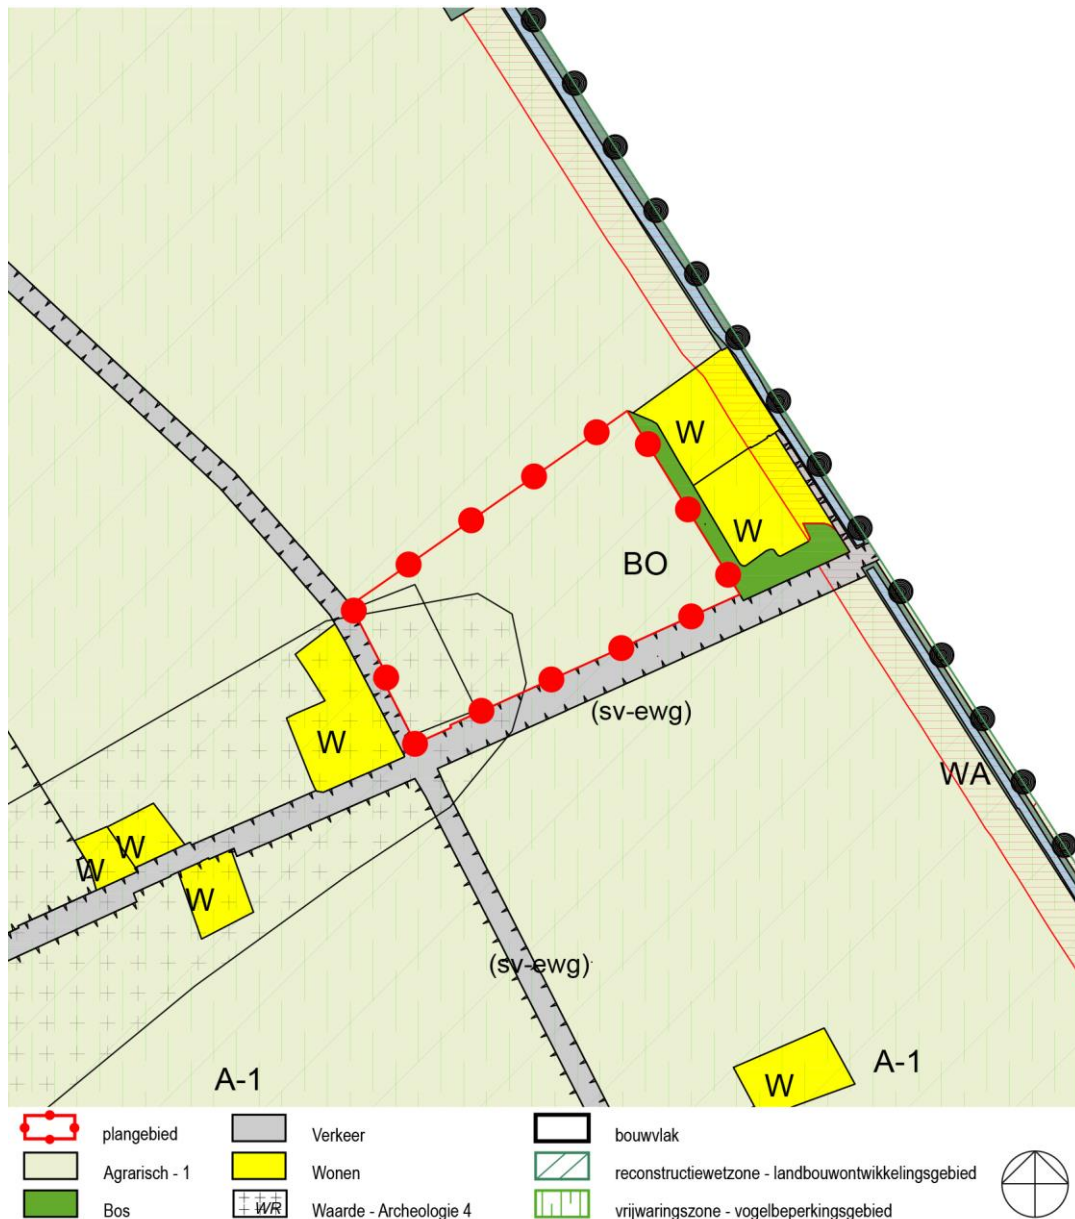 W
W
BO
(sv-ewg)
W
WA
W
W
W
(sv-ewg)
A-1
A-1
W
plangebied
Verkeer
bouwvlak
Agrarisch - 1
Wonen
reconstructiewetzone - landbouwontwikkelingsgebied
Bos
WR
Waarde - Archeologie 4
vrijwaringszone - vogelbeperkingsgebied